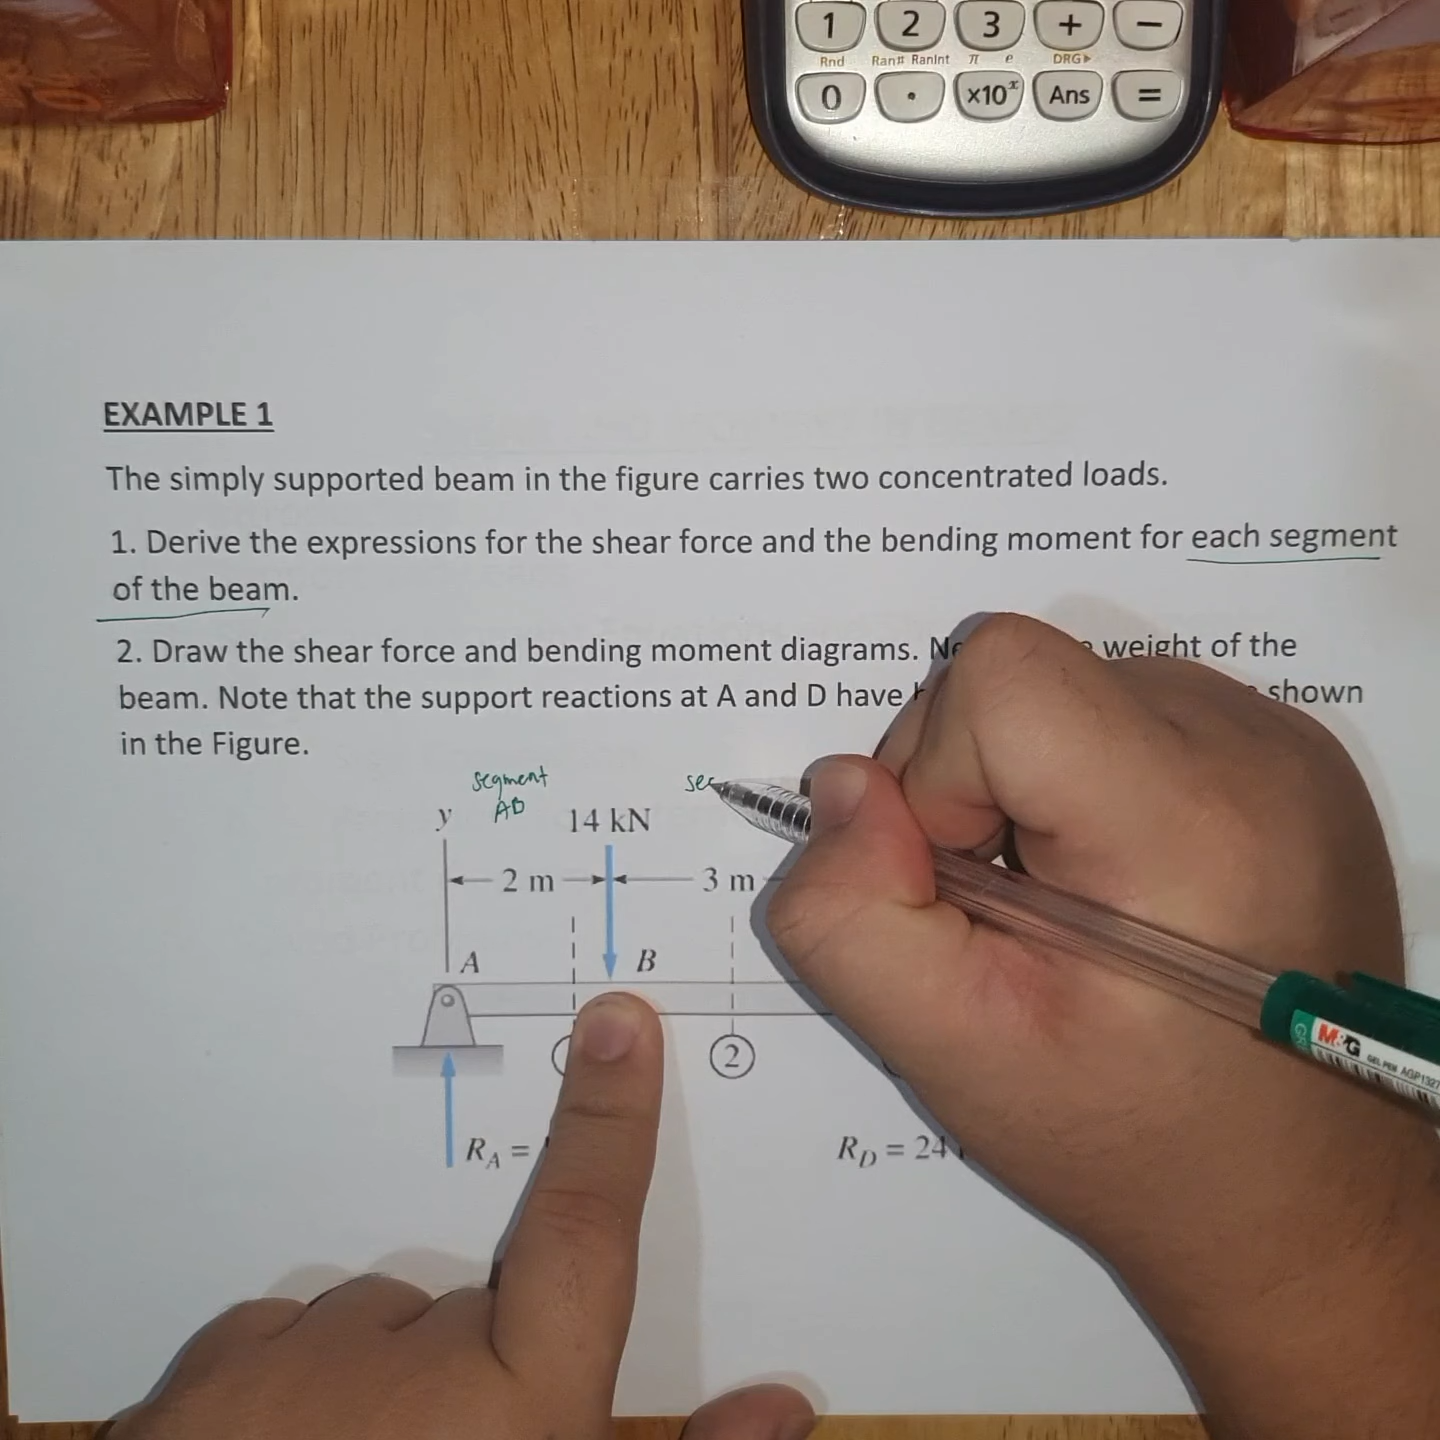 1 2 3 + −
Rnd Ran# RanInt π e DRG▶
0 • ×10ˣ Ans =
EXAMPLE 1
The simply supported beam in the figure carries two concentrated loads.
1. Derive the expressions for the shear force and the bending moment for each segment
of the beam.
2. Draw the shear force and bending moment diagrams. weight of the
beam. Note that the support reactions at A and D have shown
in the Figure.
segment
AB
se
y 14 kN
2 m 3 m
A B
2
R_A =
R_D = 24
M&G GEL PEN AGP1327